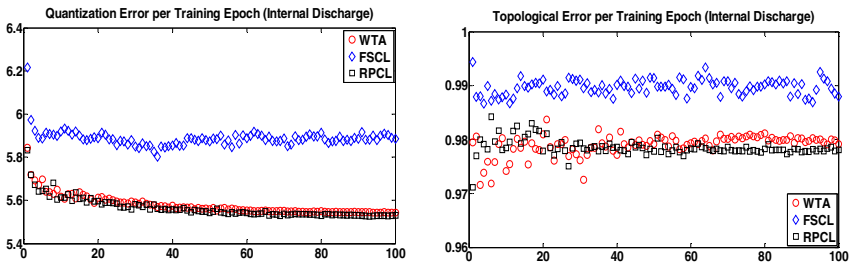 Quantization Error per Training Epoch (Internal Discharge)
6.4
6.2
6
5.8
5.6
5.4
0 20 40 60 80 100
WTA
FSCL
RPCL
Topological Error per Training Epoch (Internal Discharge)
1
0.99
0.98
0.97
0.96
0 20 40 60 80 100
WTA
FSCL
RPCL